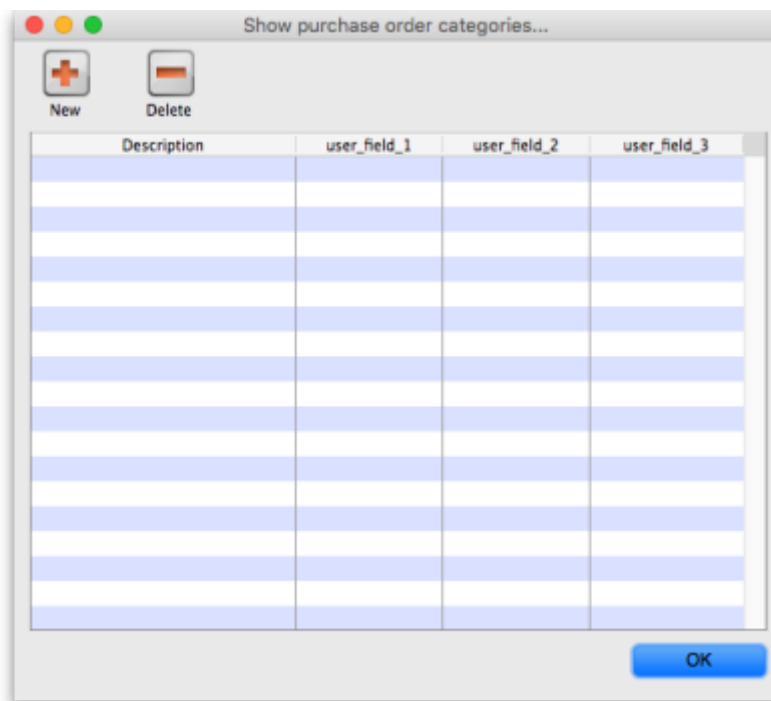 Show purchase order categories...
New Delete
Description user_field_1 user_field_2 user_field_3
OK